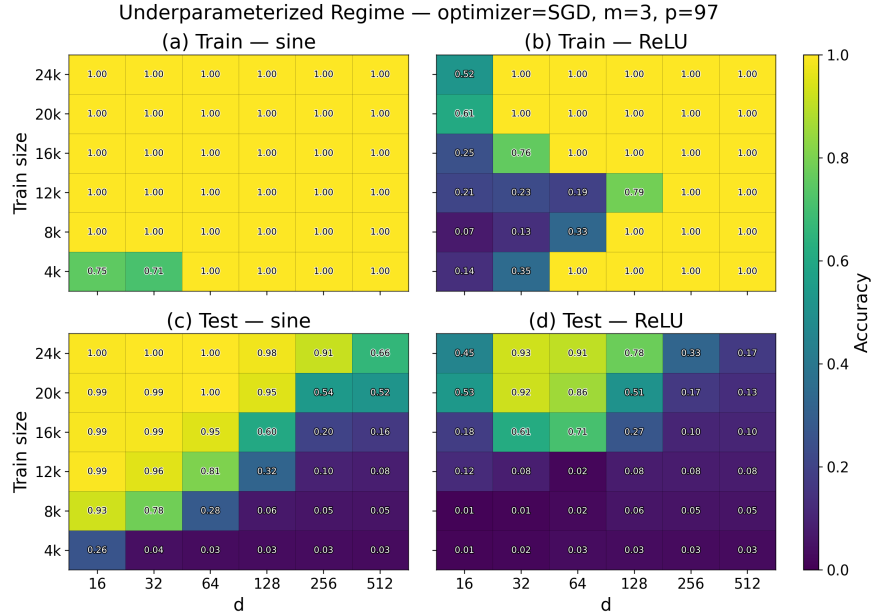 Underparameterized Regime — optimizer=SGD, m=3, p=97
(a) Train — sine
(b) Train — ReLU
Train size
24k 1.00 1.00 1.00 1.00 1.00 1.00
20k 1.00 1.00 1.00 1.00 1.00 1.00
16k 1.00 1.00 1.00 1.00 1.00 1.00
12k 1.00 1.00 1.00 1.00 1.00 1.00
8k 1.00 1.00 1.00 1.00 1.00 1.00
4k 0.75 0.71 1.00 1.00 1.00 1.00
0.52 1.00 1.00 1.00 1.00 1.00
0.61 1.00 1.00 1.00 1.00 1.00
0.25 0.76 1.00 1.00 1.00 1.00
0.21 0.23 0.19 0.79 1.00 1.00
0.07 0.13 0.33 1.00 1.00 1.00
0.14 0.35 1.00 1.00 1.00 1.00
(c) Test — sine
(d) Test — ReLU
Train size
24k 1.00 1.00 1.00 0.98 0.91 0.66
20k 0.99 0.99 1.00 0.95 0.54 0.52
16k 0.99 0.99 0.95 0.60 0.20 0.16
12k 0.99 0.96 0.81 0.32 0.10 0.08
8k 0.93 0.78 0.28 0.06 0.05 0.05
4k 0.26 0.04 0.03 0.03 0.03 0.03
16 32 64 128 256 512
d
0.45 0.93 0.91 0.78 0.33 0.17
0.53 0.92 0.86 0.51 0.17 0.13
0.18 0.61 0.71 0.27 0.10 0.10
0.12 0.08 0.02 0.08 0.08 0.08
0.01 0.01 0.02 0.06 0.05 0.05
0.01 0.02 0.03 0.03 0.03 0.03
16 32 64 128 256 512
d
1.0
0.8
0.6
0.4
0.2
0.0
Accuracy